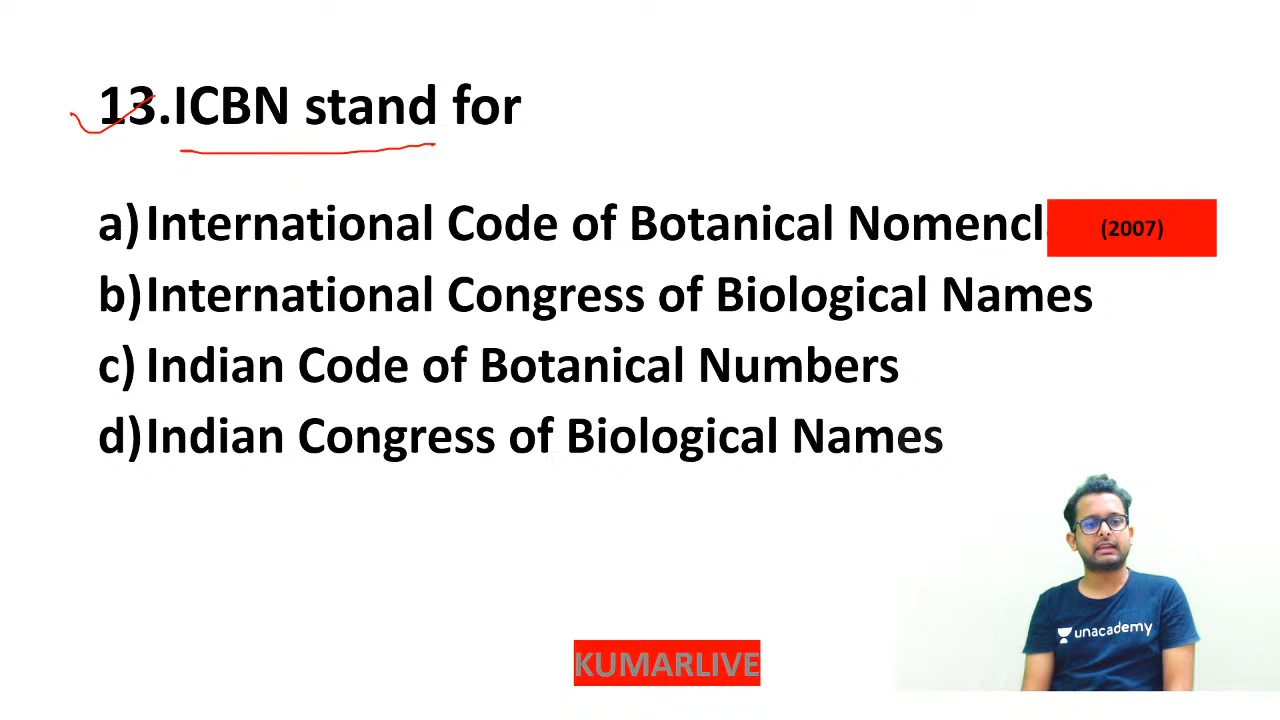 13.ICBN stand for
a) International Code of Botanical
(2007)
b) International Congress of Biological Names
c) Indian Code of Botanical Numbers
d) Indian Congress of Biological Names
unacademy
KUMARLIVE